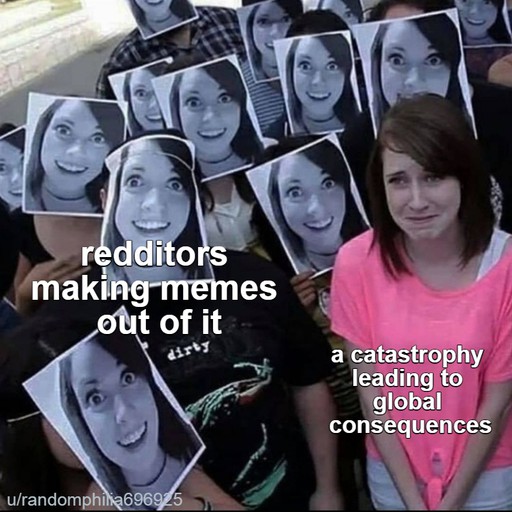 redditors
making memes
out of it
dirty
a catastrophy
leading to
global
consequences
u/randomphilia696925